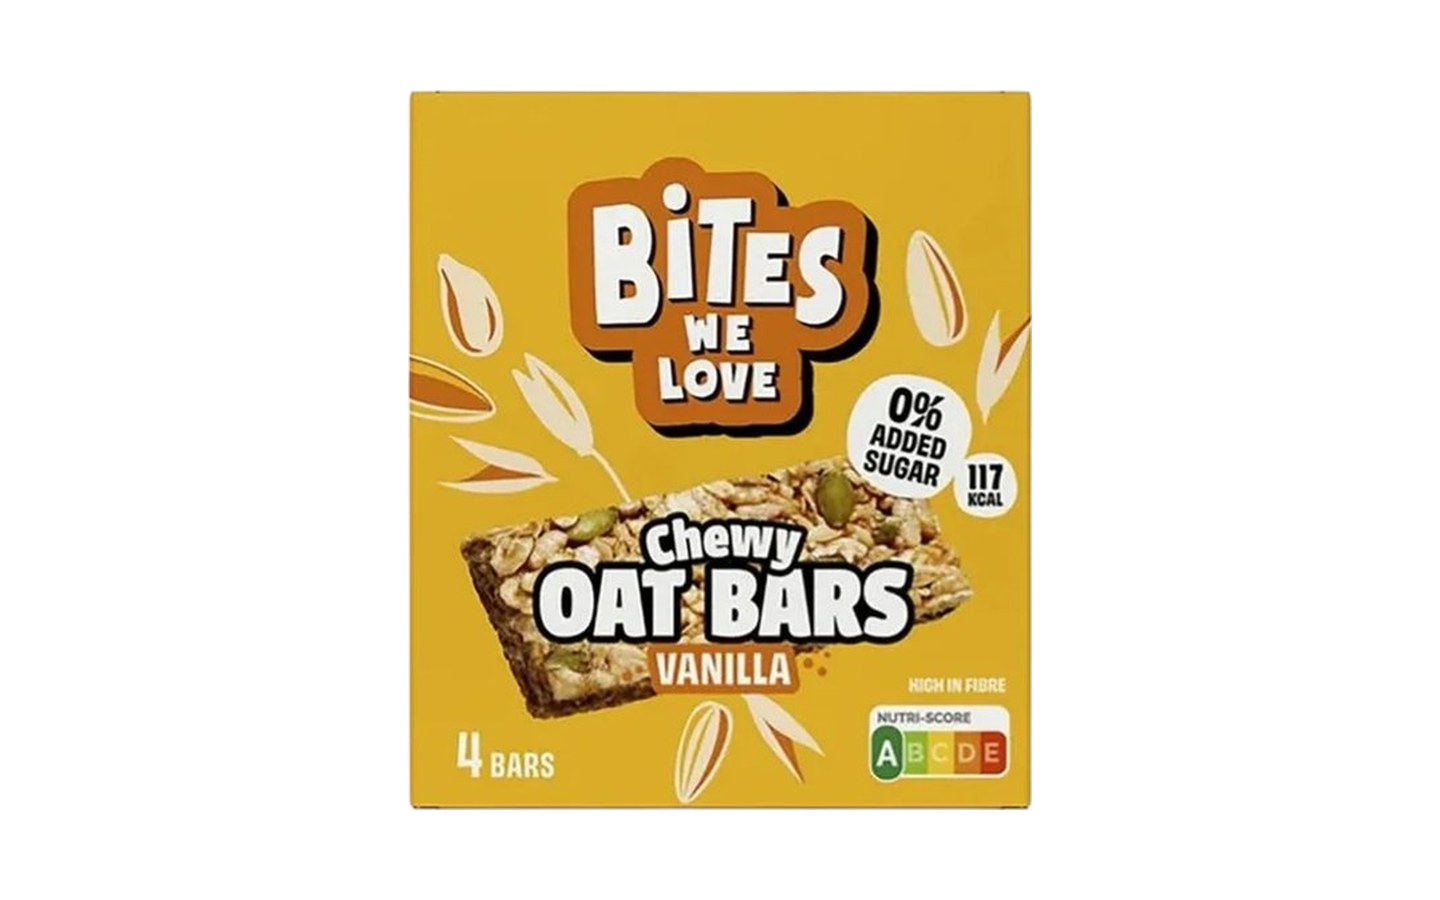 BiTES
WE
LOVE
0%
ADDED
SUGAR
117
KCAL
Chewy
OAT BARS
VANILLA
HIGH IN FIBRE
NUTRI-SCORE
A B C D E
4 BARS